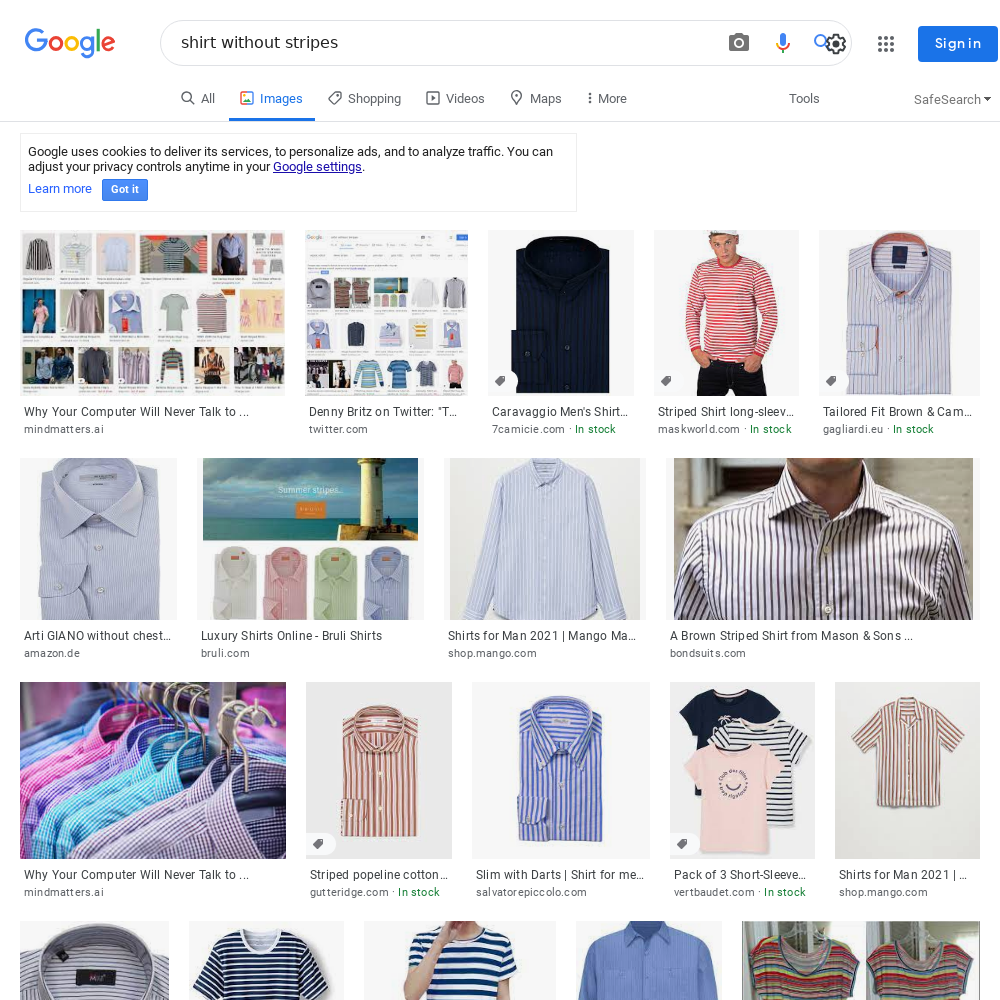 Google
shirt without stripes
Sign in
All
Images
Shopping
Videos
Maps
More
Tools
SafeSearch
Google uses cookies to deliver its services, to personalize ads, and to analyze traffic. You can
adjust your privacy controls anytime in your Google settings.
Learn more
Got it
Why Your Computer Will Never Talk to ...
mindmatters.ai
Denny Britz on Twitter: "T...
twitter.com
Caravaggio Men's Shirt...
7camicie.com · In stock
Striped Shirt long-sleev...
maskworld.com · In stock
Tailored Fit Brown & Cam...
gagliardi.eu · In stock
Summer stripes...
Arti GIANO without chest...
amazon.de
Luxury Shirts Online - Bruli Shirts
bruli.com
Shirts for Man 2021 | Mango Ma...
shop.mango.com
A Brown Striped Shirt from Mason & Sons ...
bondsuits.com
Why Your Computer Will Never Talk to ...
mindmatters.ai
Striped popeline cotton...
gutteridge.com · In stock
Slim with Darts | Shirt for me...
salvatorepiccolo.com
Pack of 3 Short-Sleeve...
vertbaudet.com · In stock
Shirts for Man 2021 | ...
shop.mango.com